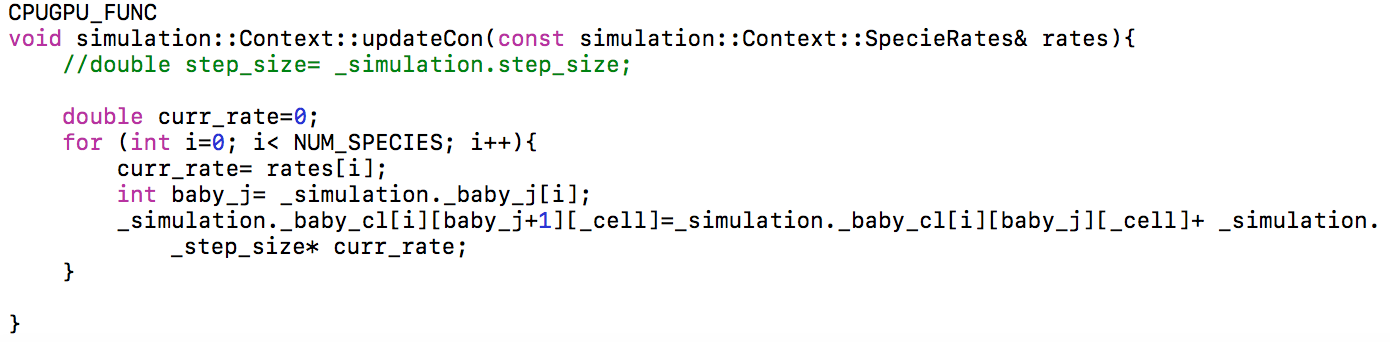 CPUGPU_FUNC
void simulation::Context::updateCon(const simulation::Context::SpecieRates& rates){
    //double step_size= _simulation.step_size;

    double curr_rate=0;
    for (int i=0; i< NUM_SPECIES; i++){
        curr_rate= rates[i];
        int baby_j= _simulation._baby_j[i];
        _simulation._baby_cl[i][baby_j+1][_cell]=_simulation._baby_cl[i][baby_j][_cell]+ _simulation.
            _step_size* curr_rate;
    }

}